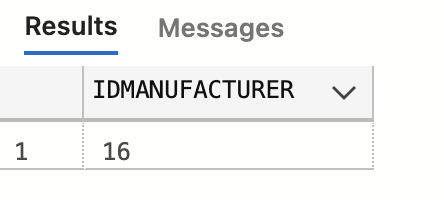 Results Messages
IDMANUFACTURER
1 16